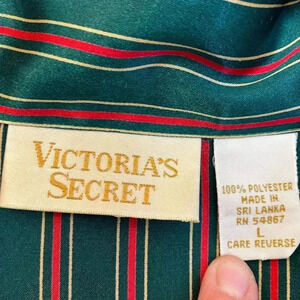 VICTORIA'S
SECRET
100% POLYESTER
MADE IN
SRI LANKA
RN 54867
L
CARE REVERSE